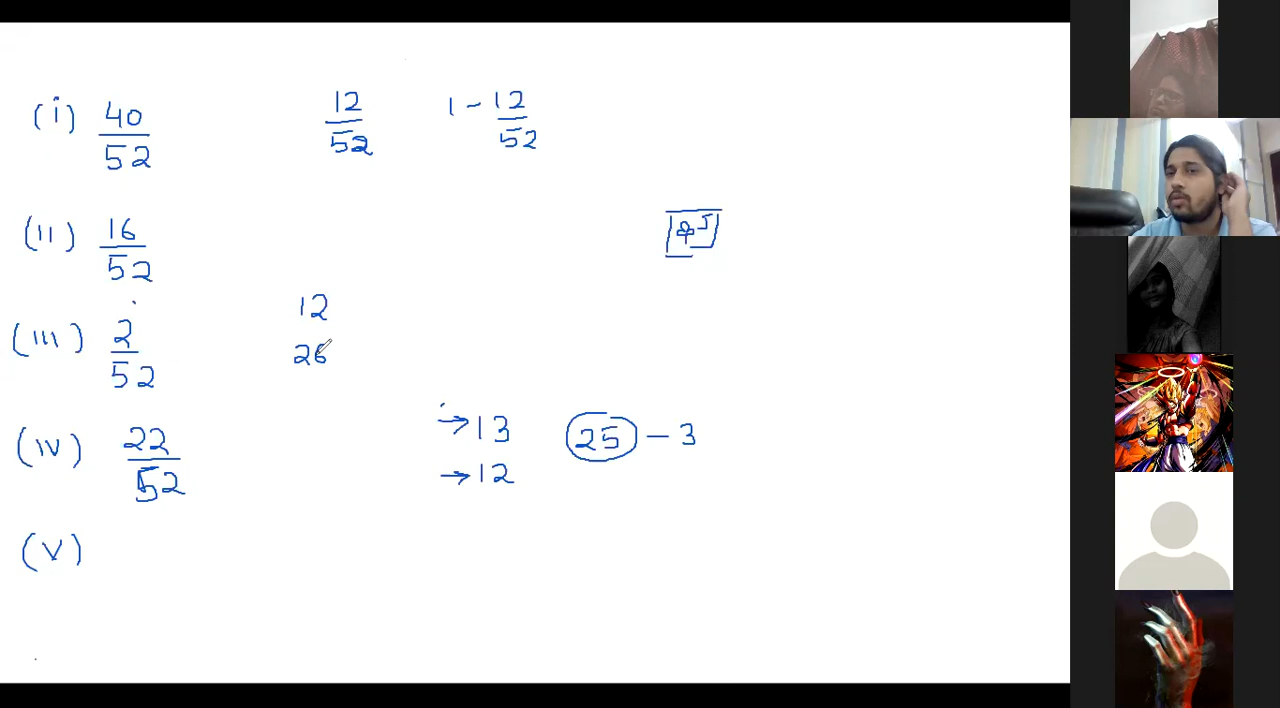 (i) 40/52 12/52 1 - 12/52
♣J
(ii) 16/52
(iii) 2/52 12
26
(iv) 22/52 → 13 25 - 3
→ 12
(v)